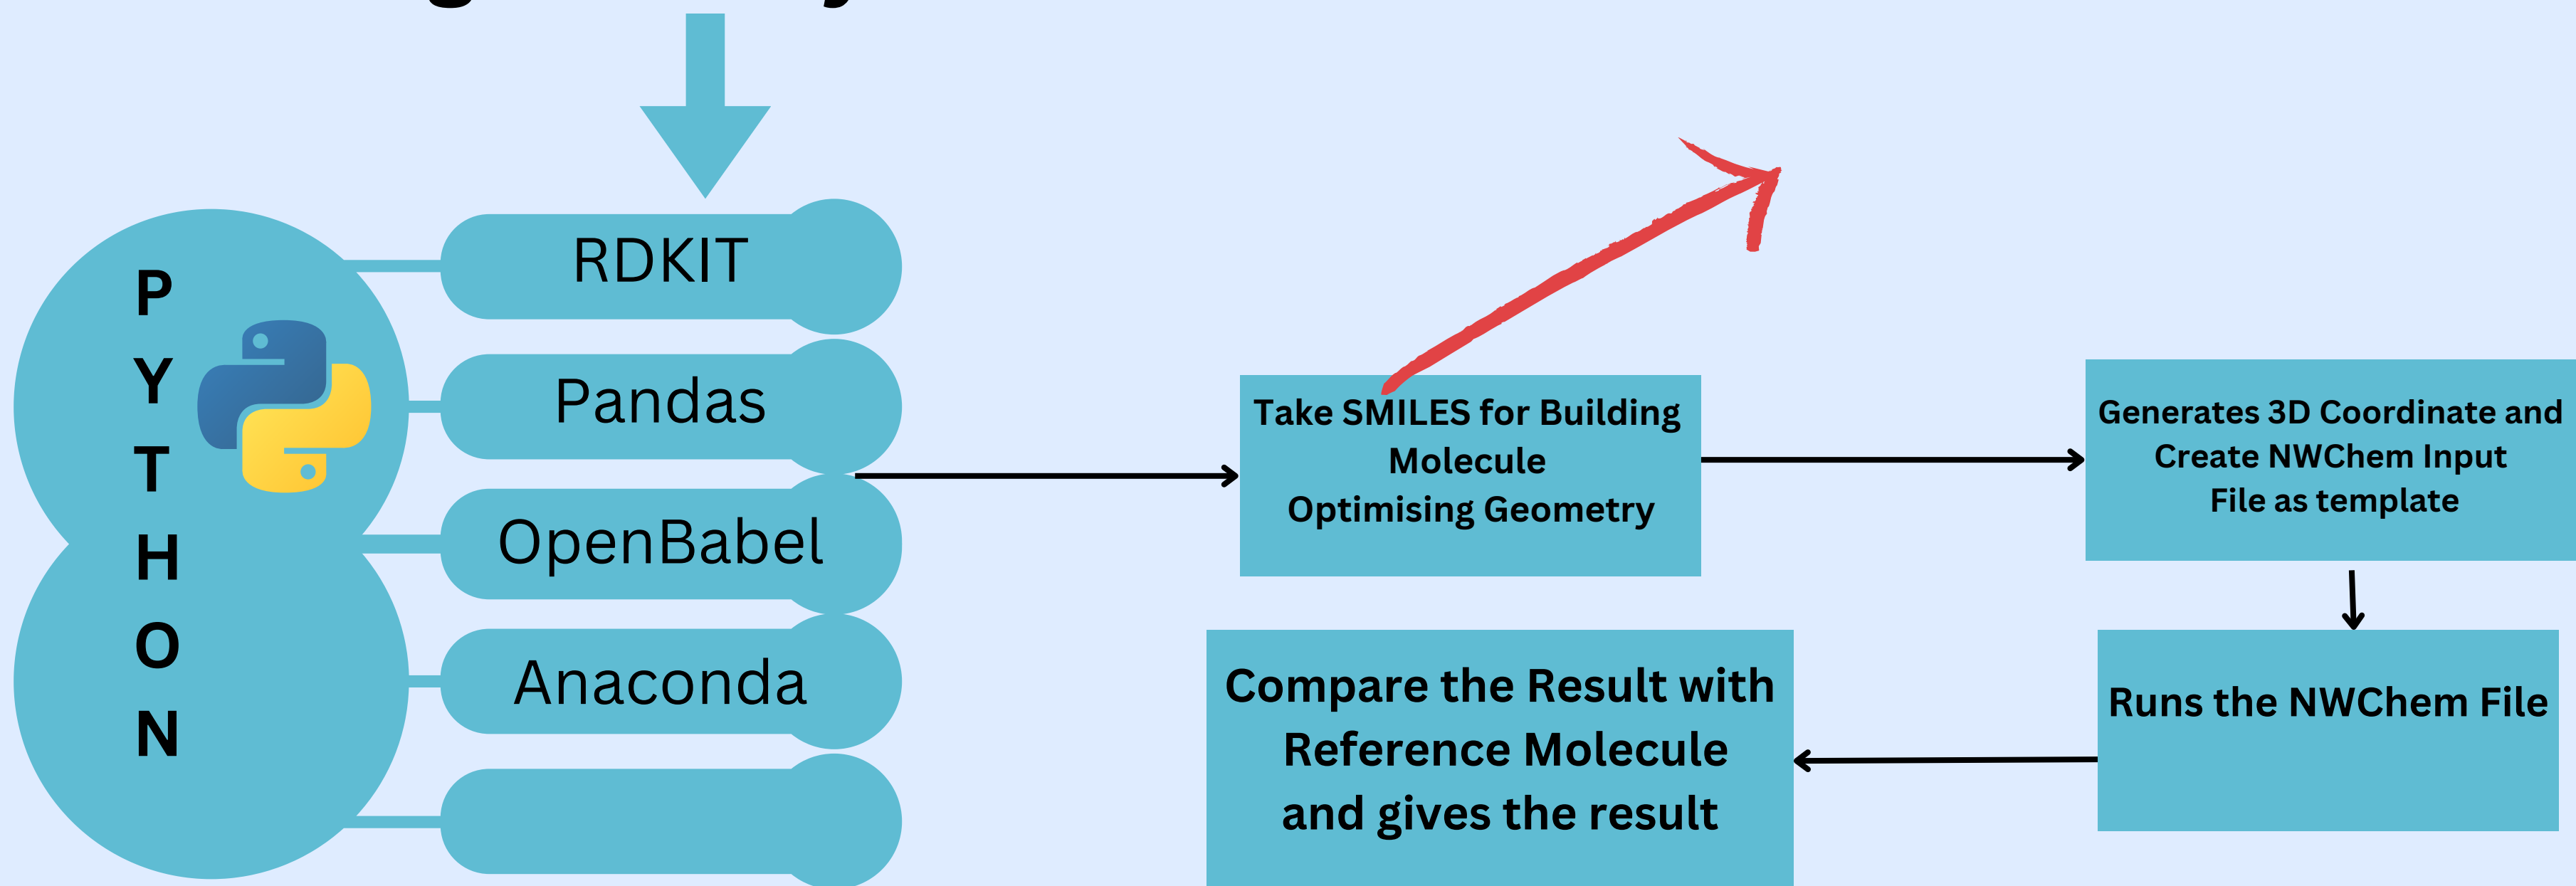 P
Y
T
H
O
N
RDKIT
Pandas
OpenBabel
Anaconda
Take SMILES for Building
Molecule
Optimising Geometry
Generates 3D Coordinate and
Create NWChem Input
File as template
Runs the NWChem File
Compare the Result with
Reference Molecule
and gives the result